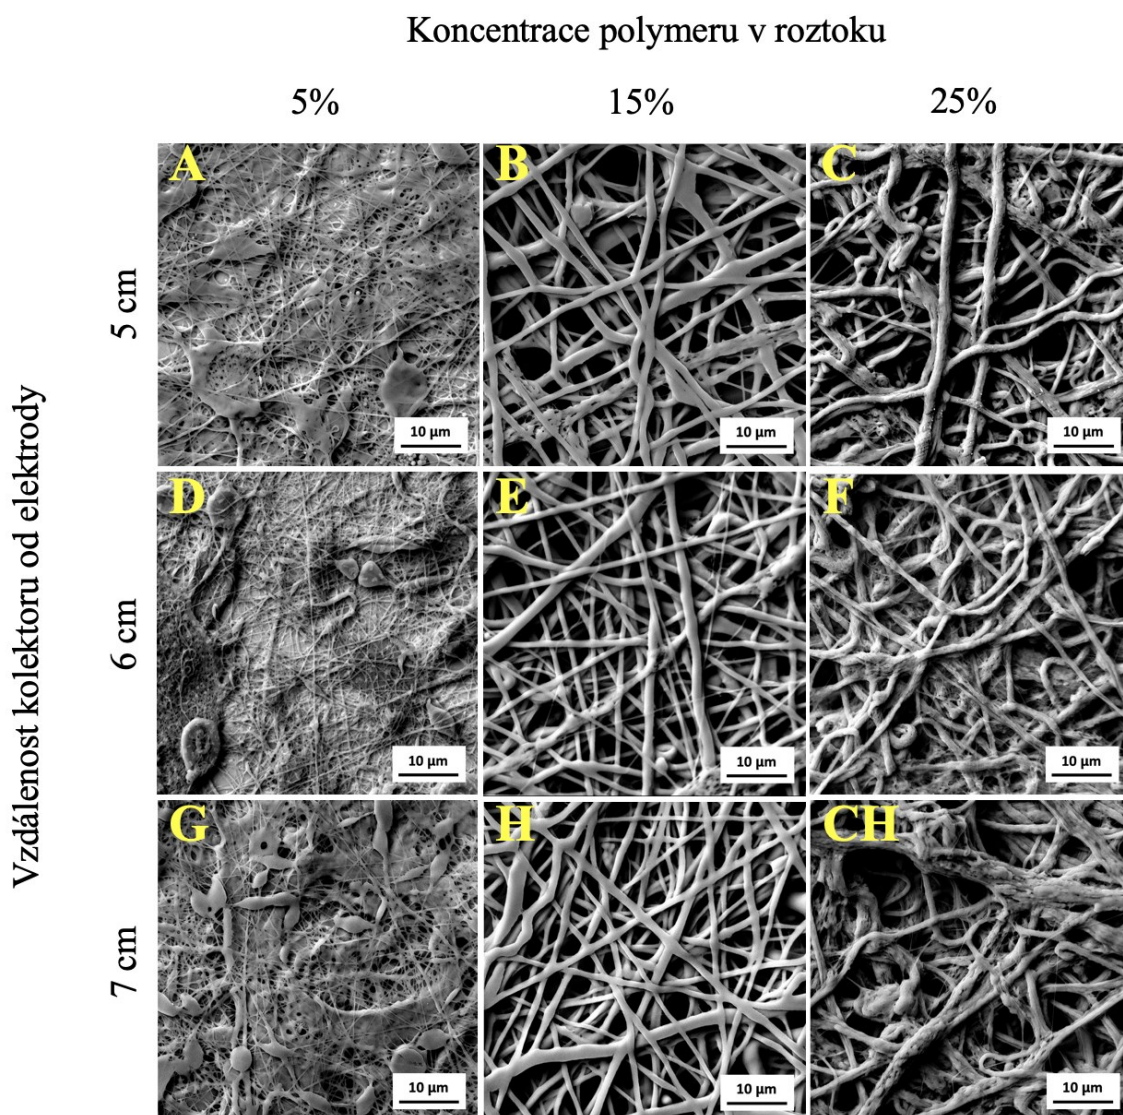 Koncentrace polymeru v roztoku
5% 15% 25%
Vzdálenost kolektoru od elektrody
5 cm
A B C
10 µm 10 µm 10 µm
6 cm
D E F
10 µm 10 µm 10 µm
7 cm
G H CH
10 µm 10 µm 10 µm